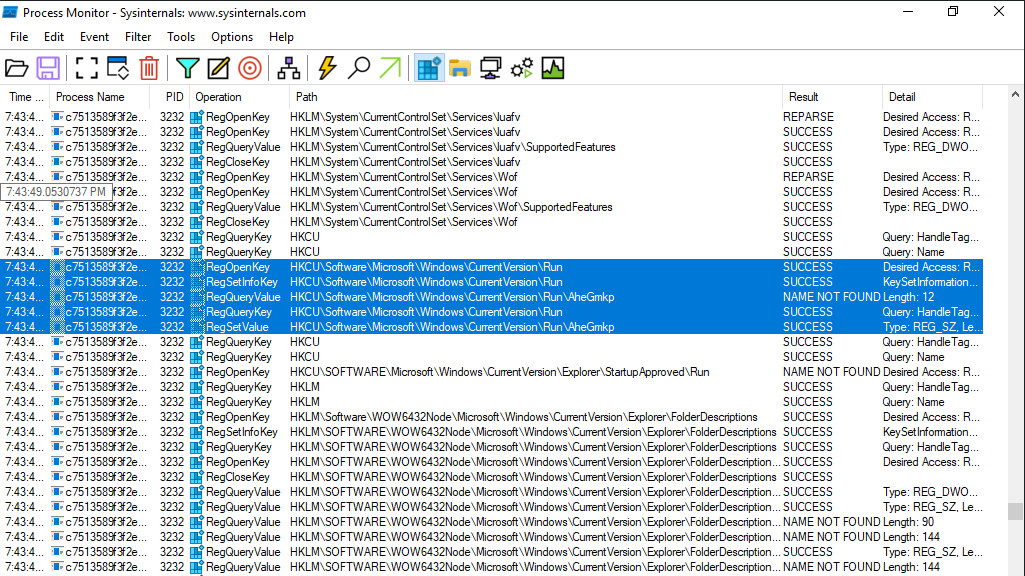 Process Monitor - Sysinternals: www.sysinternals.com
File Edit Event Filter Tools Options Help
Time ... Process Name PID Operation Path Result Detail
7:43:4... c7513589f3f2e... 3232 RegOpenKey HKLM\System\CurrentControlSet\Services\luafv REPARSE Desired Access: R...
7:43:4... c7513589f3f2e... 3232 RegOpenKey HKLM\System\CurrentControlSet\Services\luafv SUCCESS Desired Access: R...
7:43:4... c7513589f3f2e... 3232 RegQueryValue HKLM\System\CurrentControlSet\Services\luafv\SupportedFeatures SUCCESS Type: REG_DWO...
7:43:4... c7513589f3f2e... 3232 RegCloseKey HKLM\System\CurrentControlSet\Services\luafv SUCCESS
7:43:4... c7513589f3f2e... 3232 RegOpenKey HKLM\System\CurrentControlSet\Services\Wof REPARSE Desired Access: R...
7:43:49.0530737 PM f3f2e... 3232 RegOpenKey HKLM\System\CurrentControlSet\Services\Wof SUCCESS Desired Access: R...
7:43:4... c7513589f3f2e... 3232 RegQueryValue HKLM\System\CurrentControlSet\Services\Wof\SupportedFeatures SUCCESS Type: REG_DWO...
7:43:4... c7513589f3f2e... 3232 RegCloseKey HKLM\System\CurrentControlSet\Services\Wof SUCCESS
7:43:4... c7513589f3f2e... 3232 RegQueryKey HKCU SUCCESS Query: HandleTag...
7:43:4... c7513589f3f2e... 3232 RegQueryKey HKCU SUCCESS Query: Name
7:43:4... c7513589f3f2e... 3232 RegOpenKey HKCU\Software\Microsoft\Windows\CurrentVersion\Run SUCCESS Desired Access: R...
7:43:4... c7513589f3f2e... 3232 RegSetInfoKey HKCU\Software\Microsoft\Windows\CurrentVersion\Run SUCCESS KeySetInformation...
7:43:4... c7513589f3f2e... 3232 RegQueryValue HKCU\Software\Microsoft\Windows\CurrentVersion\Run\AheGmkp NAME NOT FOUND Length: 12
7:43:4... c7513589f3f2e... 3232 RegQueryKey HKCU\Software\Microsoft\Windows\CurrentVersion\Run SUCCESS Query: HandleTag...
7:43:4... c7513589f3f2e... 3232 RegSetValue HKCU\Software\Microsoft\Windows\CurrentVersion\Run\AheGmkp SUCCESS Type: REG_SZ, Le...
7:43:4... c7513589f3f2e... 3232 RegQueryKey HKCU SUCCESS Query: HandleTag...
7:43:4... c7513589f3f2e... 3232 RegQueryKey HKCU SUCCESS Query: Name
7:43:4... c7513589f3f2e... 3232 RegOpenKey HKCU\SOFTWARE\Microsoft\Windows\CurrentVersion\Explorer\StartupApproved\Run NAME NOT FOUND Desired Access: R...
7:43:4... c7513589f3f2e... 3232 RegQueryKey HKLM SUCCESS Query: HandleTag...
7:43:4... c7513589f3f2e... 3232 RegQueryKey HKLM SUCCESS Query: Name
7:43:4... c7513589f3f2e... 3232 RegOpenKey HKLM\Software\WOW6432Node\Microsoft\Windows\CurrentVersion\Explorer\FolderDescriptions SUCCESS Desired Access: R...
7:43:4... c7513589f3f2e... 3232 RegSetInfoKey HKLM\SOFTWARE\WOW6432Node\Microsoft\Windows\CurrentVersion\Explorer\FolderDescriptions SUCCESS KeySetInformation...
7:43:4... c7513589f3f2e... 3232 RegQueryKey HKLM\SOFTWARE\WOW6432Node\Microsoft\Windows\CurrentVersion\Explorer\FolderDescriptions SUCCESS Query: HandleTag...
7:43:4... c7513589f3f2e... 3232 RegOpenKey HKLM\SOFTWARE\WOW6432Node\Microsoft\Windows\CurrentVersion\Explorer\FolderDescription... SUCCESS Desired Access: R...
7:43:4... c7513589f3f2e... 3232 RegCloseKey HKLM\SOFTWARE\WOW6432Node\Microsoft\Windows\CurrentVersion\Explorer\FolderDescriptions SUCCESS
7:43:4... c7513589f3f2e... 3232 RegQueryValue HKLM\SOFTWARE\WOW6432Node\Microsoft\Windows\CurrentVersion\Explorer\FolderDescription... SUCCESS Type: REG_DWO...
7:43:4... c7513589f3f2e... 3232 RegQueryValue HKLM\SOFTWARE\WOW6432Node\Microsoft\Windows\CurrentVersion\Explorer\FolderDescription... SUCCESS Type: REG_SZ, Le...
7:43:4... c7513589f3f2e... 3232 RegQueryValue HKLM\SOFTWARE\WOW6432Node\Microsoft\Windows\CurrentVersion\Explorer\FolderDescription... NAME NOT FOUND Length: 90
7:43:4... c7513589f3f2e... 3232 RegQueryValue HKLM\SOFTWARE\WOW6432Node\Microsoft\Windows\CurrentVersion\Explorer\FolderDescription... NAME NOT FOUND Length: 144
7:43:4... c7513589f3f2e... 3232 RegQueryValue HKLM\SOFTWARE\WOW6432Node\Microsoft\Windows\CurrentVersion\Explorer\FolderDescription... SUCCESS Type: REG_SZ, Le...
7:43:4... c7513589f3f2e... 3232 RegQueryValue HKLM\SOFTWARE\WOW6432Node\Microsoft\Windows\CurrentVersion\Explorer\FolderDescription... NAME NOT FOUND Length: 144